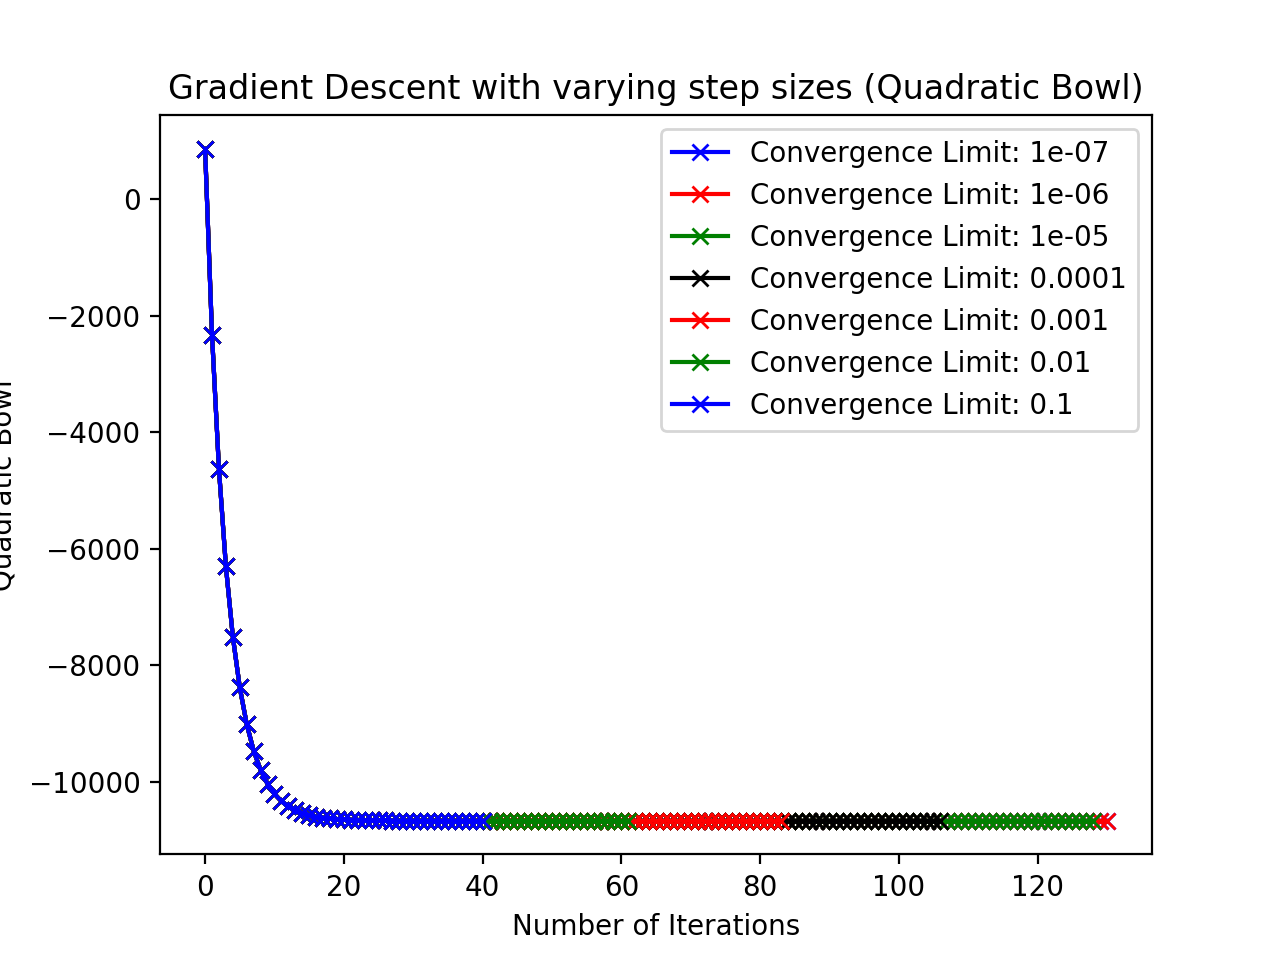 Gradient Descent with varying step sizes (Quadratic Bowl)
Convergence Limit: 1e-07
Convergence Limit: 1e-06
Convergence Limit: 1e-05
Convergence Limit: 0.0001
Convergence Limit: 0.001
Convergence Limit: 0.01
Convergence Limit: 0.1
0
−2000
−4000
−6000
−8000
−10000
Quadratic Bowl
0 20 40 60 80 100 120
Number of Iterations